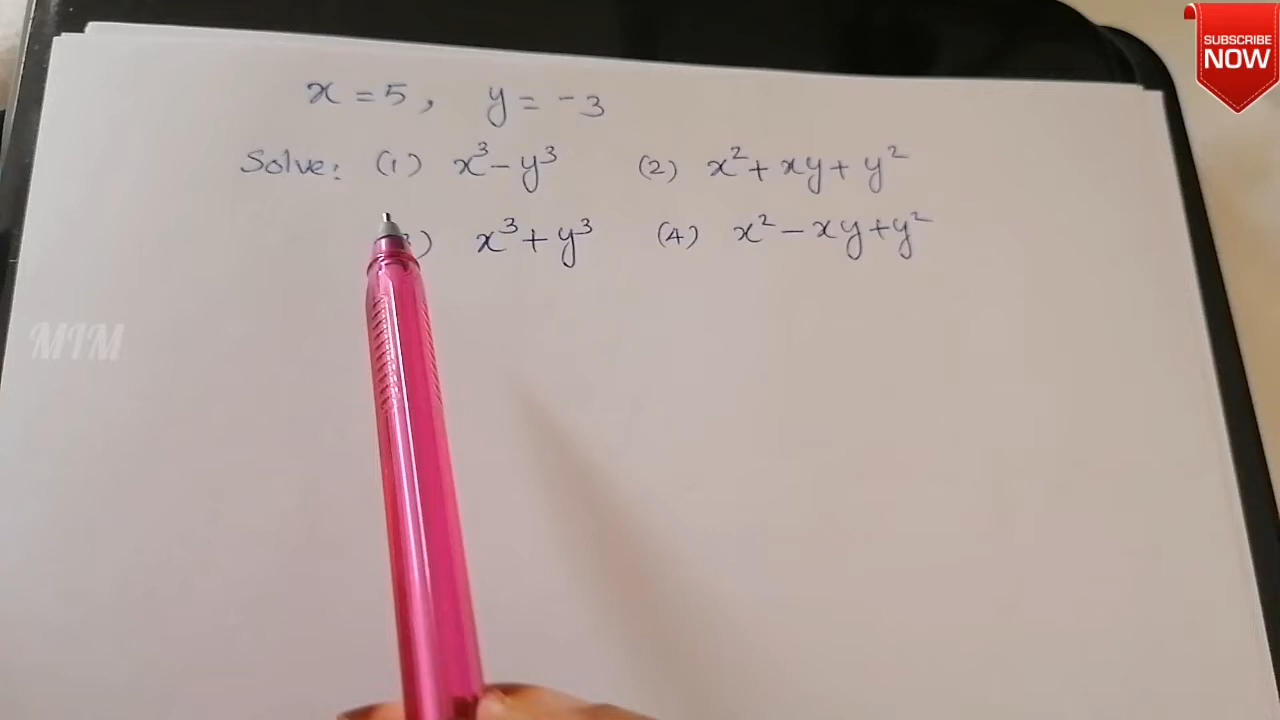 x = 5, y = -3
Solve: (1) x³ - y³ (2) x² + xy + y²
3) x³ + y³ (4) x² - xy + y²
MIM
SUBSCRIBE
NOW